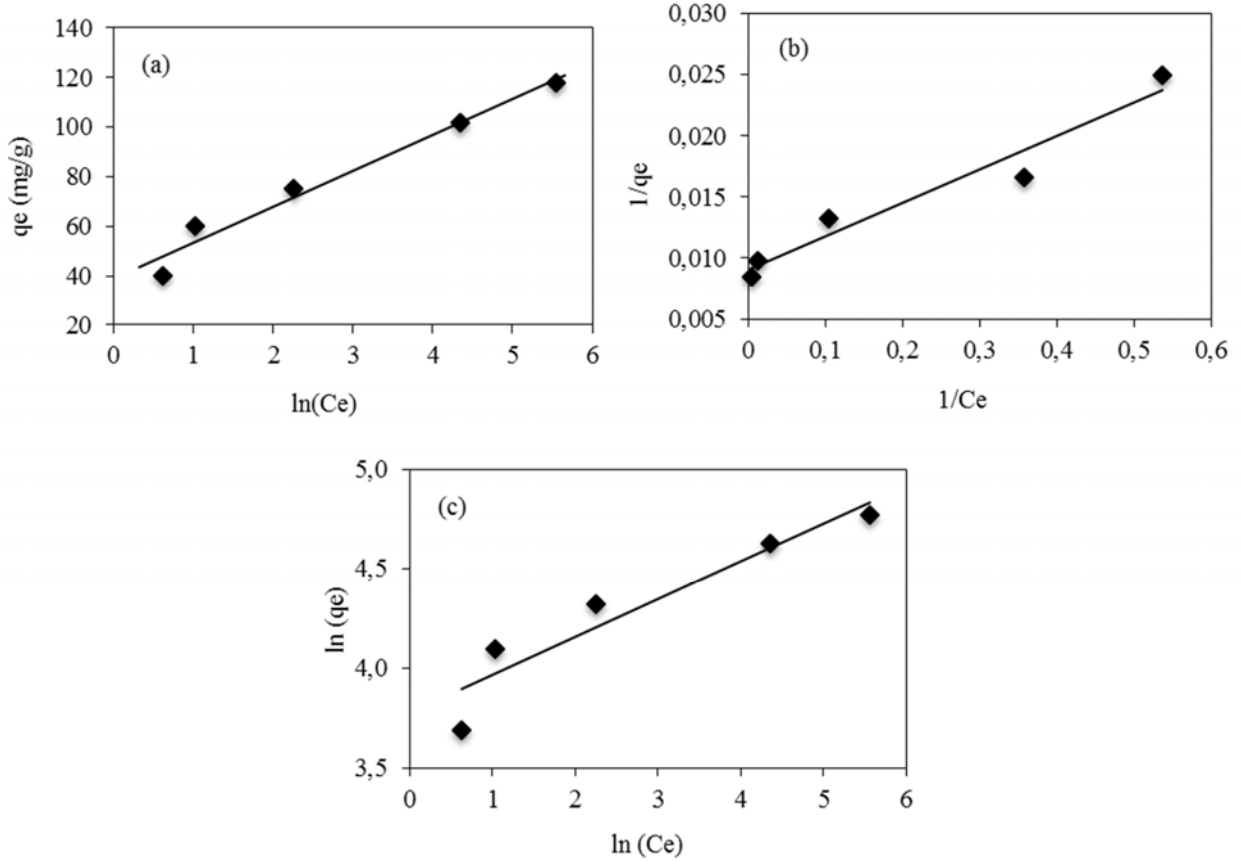 (a)
qe (mg/g)
140
120
100
80
60
40
20
0 1 2 3 4 5 6
ln(Ce)
(b)
1/qe
0,030
0,025
0,020
0,015
0,010
0,005
0 0,1 0,2 0,3 0,4 0,5 0,6
1/Ce
(c)
ln (qe)
5,0
4,5
4,0
3,5
0 1 2 3 4 5 6
ln (Ce)